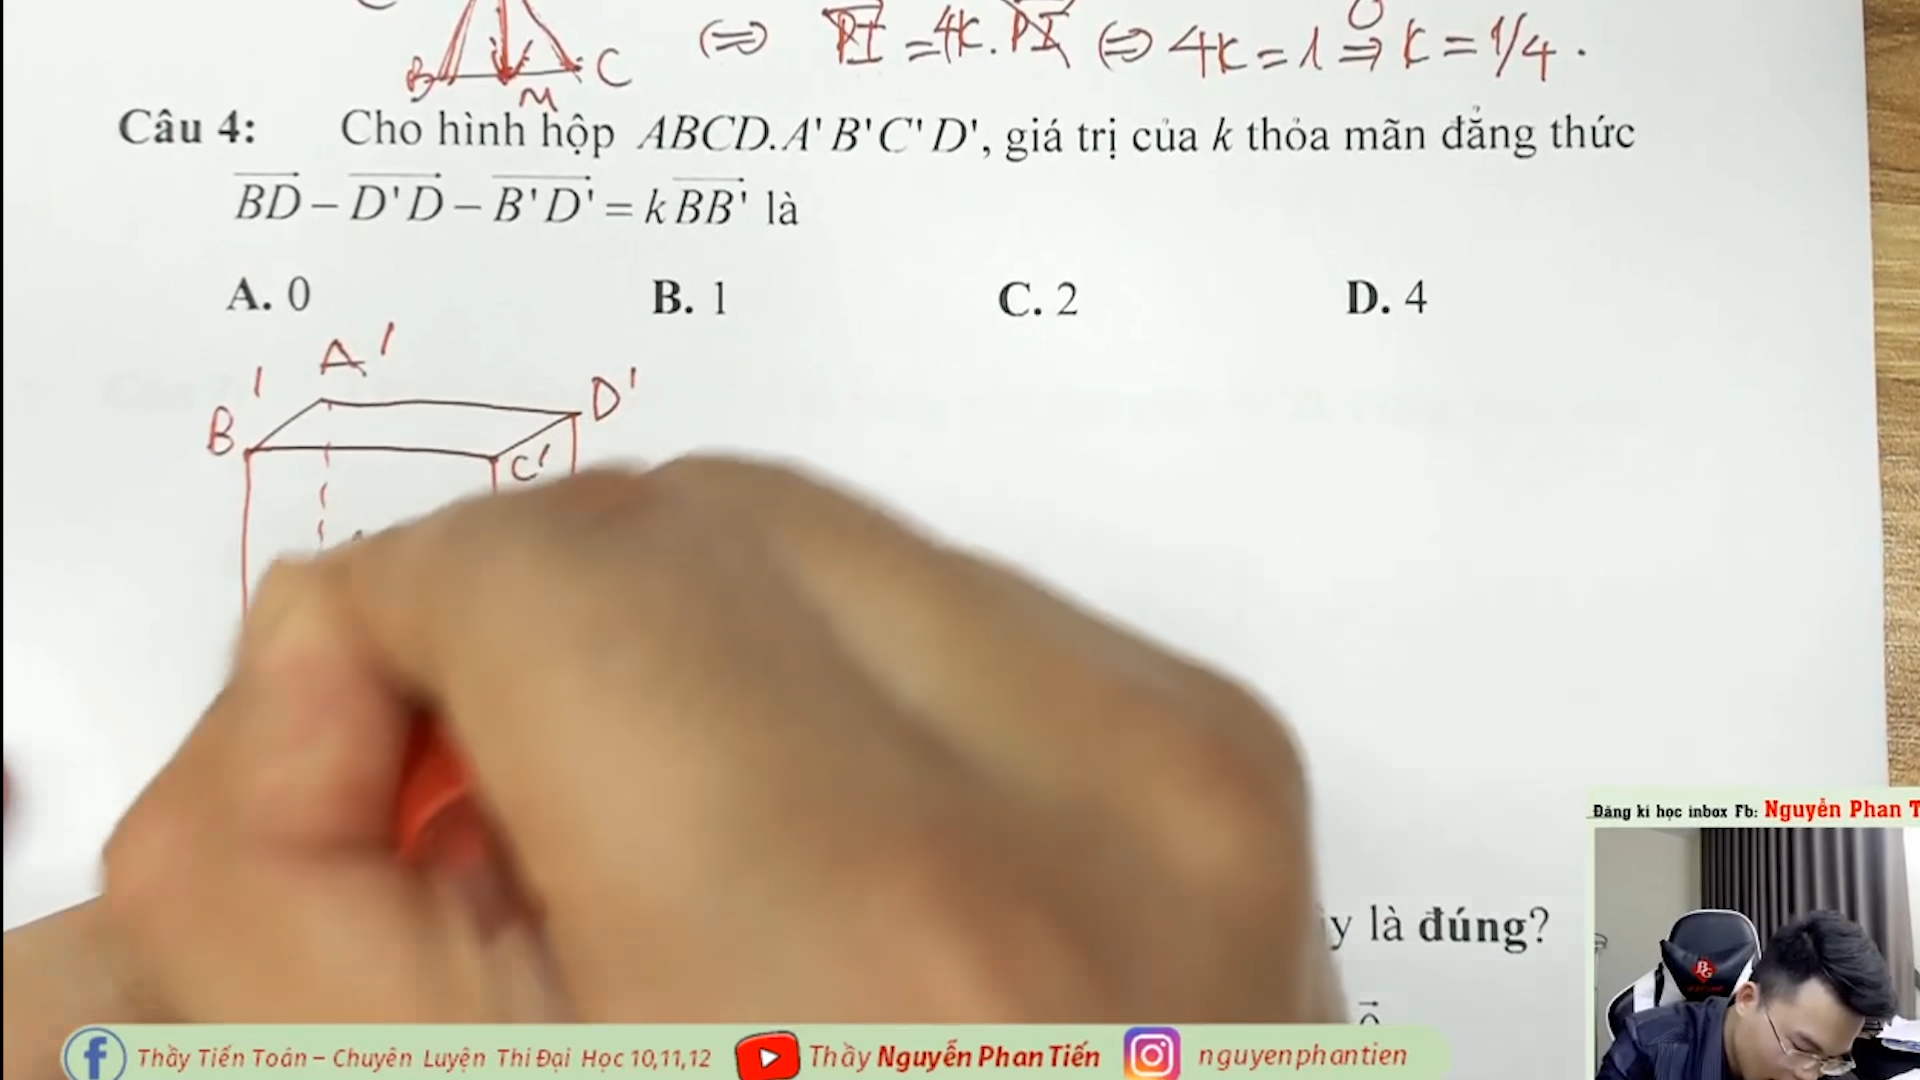 ⇔ PI = 4k. PI ⇔ 4k = 1 ⇒ k = 1/4 .
B M C
Câu 4: Cho hình hộp ABCD.A'B'C'D', giá trị của k thỏa mãn đẳng thức
BD − D'D − B'D' = k BB' là
A. 0 B. 1 C. 2 D. 4
A'
B' D'
C'
Đăng kí học inbox Fb: Nguyễn Phan T
y là đúng?
Thầy Tiến Toán – Chuyên Luyện Thi Đại Học 10,11,12 Thầy Nguyễn Phan Tiến nguyenphantien